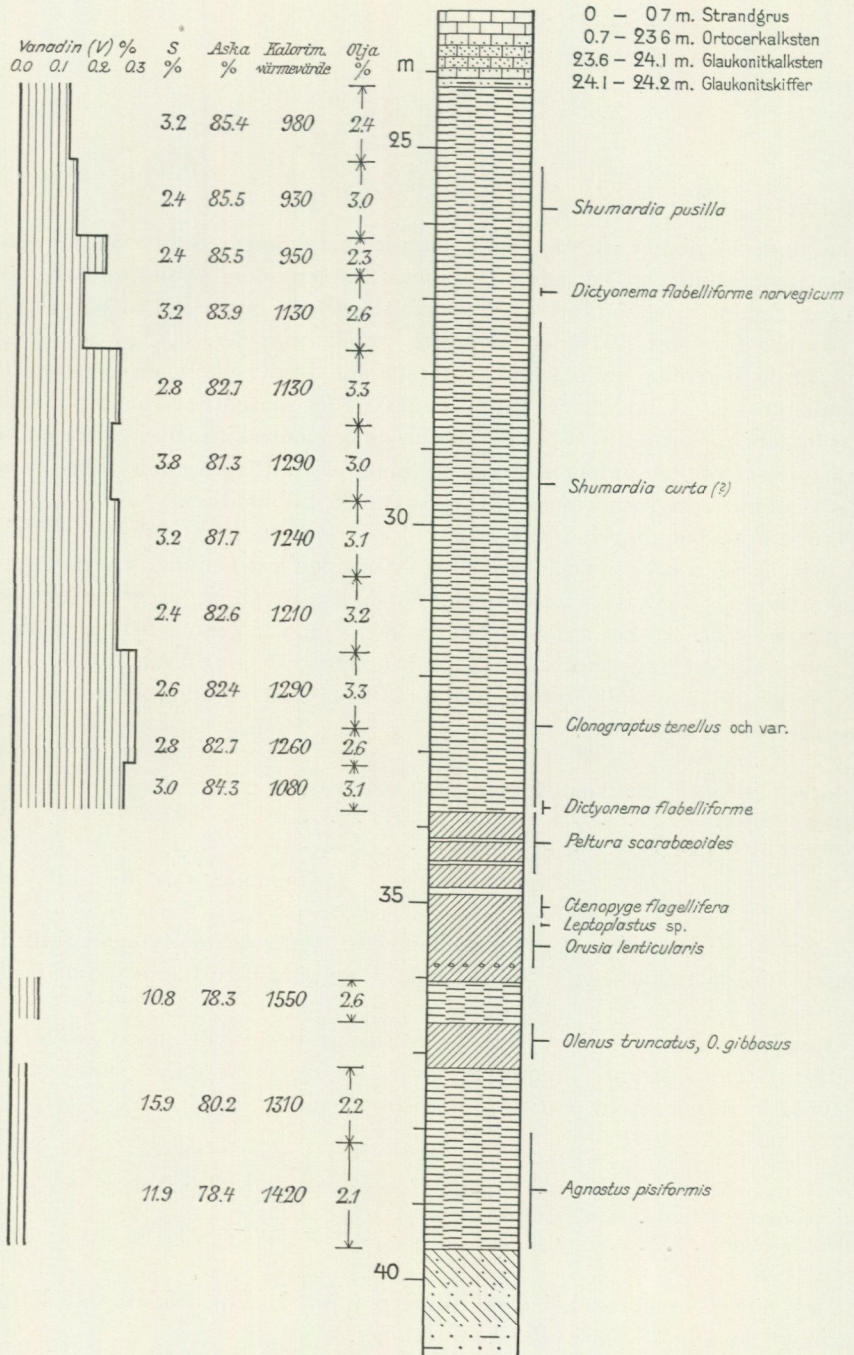 0 – 0 7 m. Strandgrus
0.7 – 23 6 m. Ortocerkalksten
23.6 – 24.1 m. Glaukonitkalksten
24.1 – 24.2 m. Glaukonitskiffer
Vanadin (V) % S Aska Kalorim. Olja
0.0 0.1 0.2 0.3 % % värmevärde % m
3.2 85.4 980 2.4
25
2.4 85.5 930 3.0 Shumardia pusilla
2.4 85.5 950 2.3
Dictyonema flabelliforme norvegicum
3.2 83.9 1130 2.6
2.8 82.7 1130 3.3
3.8 81.3 1290 3.0
Shumardia curta (?)
30
3.2 81.7 1240 3.1
2.4 82.6 1210 3.2
2.6 82.4 1290 3.3
Clonograptus tenellus och var.
2.8 82.7 1260 2.6
3.0 84.3 1080 3.1
Dictyonema flabelliforme
Peltura scarabæoides
35
Ctenopyge flagellifera
Leptoplastus sp.
Orusia lenticularis
10.8 78.3 1550 2.6
Olenus truncatus, O. gibbosus
15.9 80.2 1310 2.2
11.9 78.4 1420 2.1 Agnostus pisiformis
40